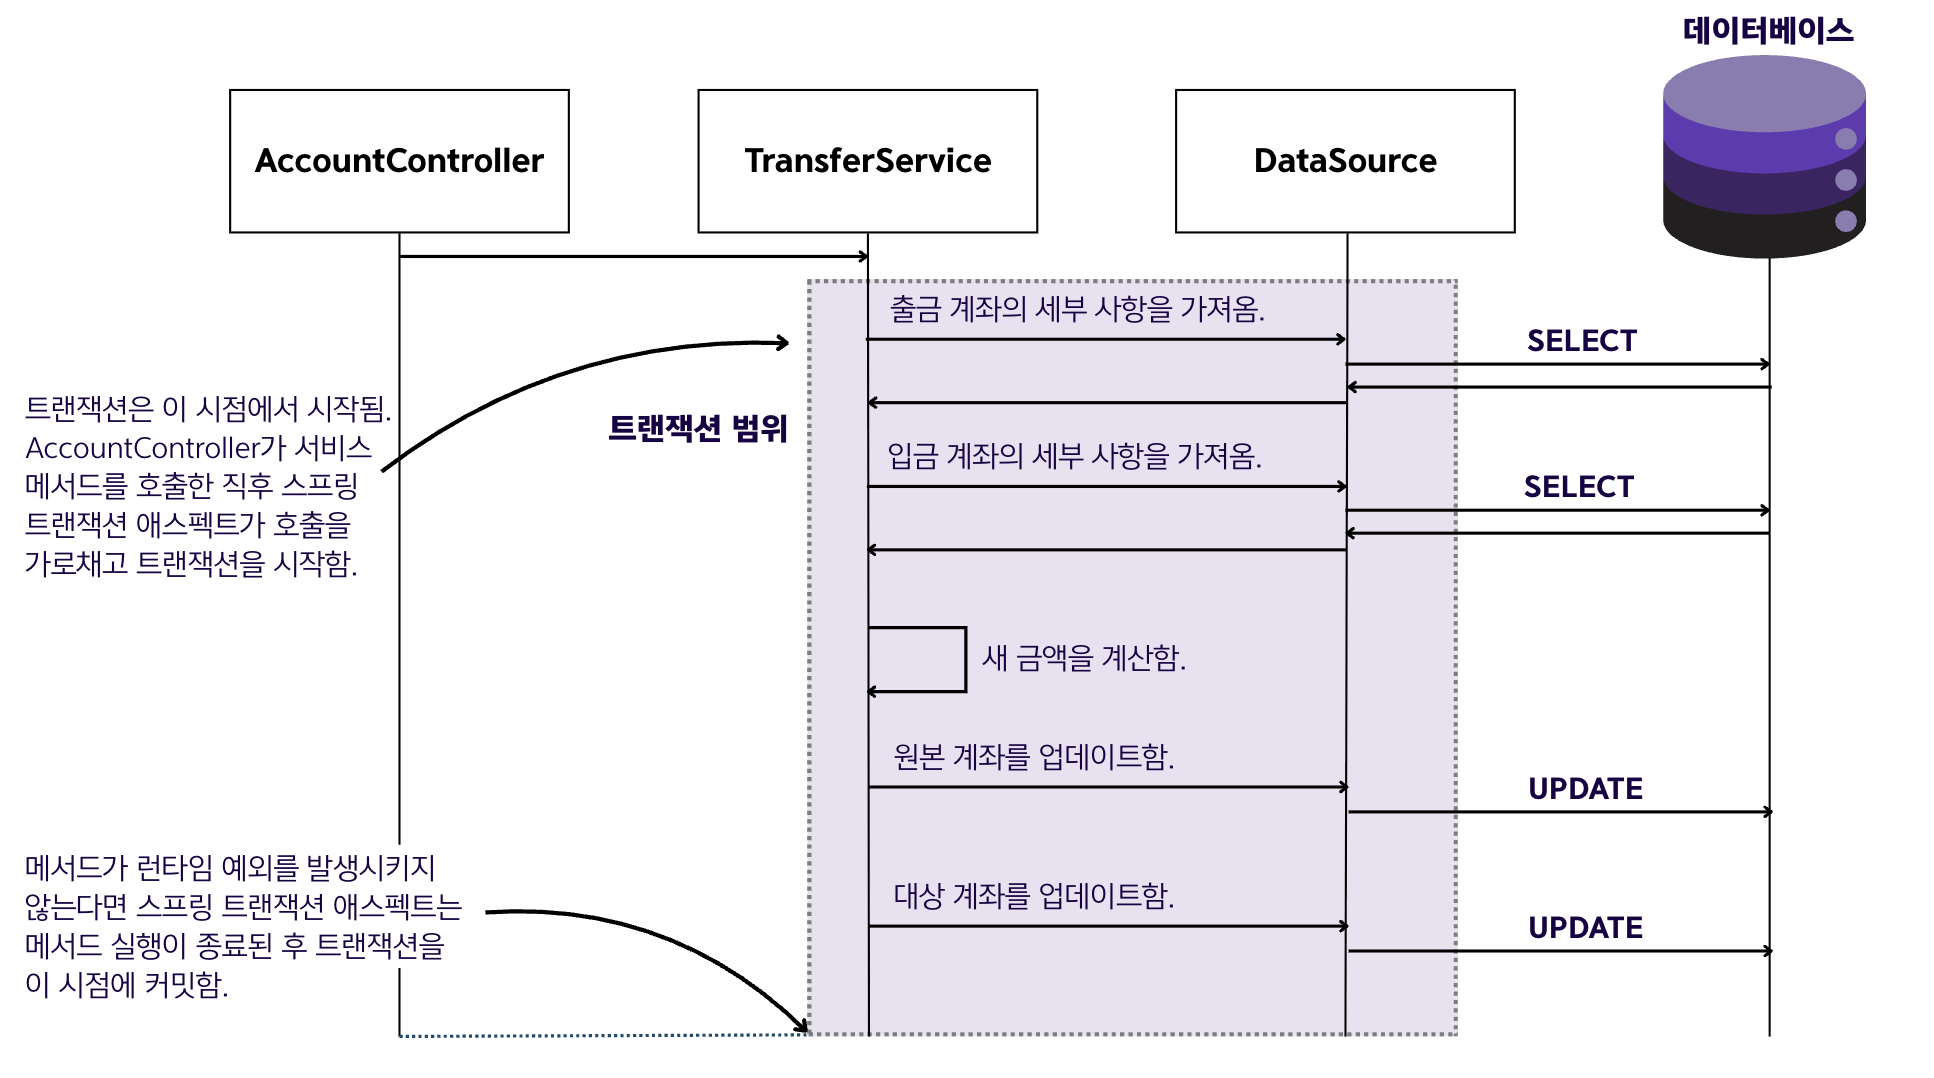 데이터베이스
AccountController
TransferService
DataSource
출금 계좌의 세부 사항을 가져옴.
SELECT
트랜잭션은 이 시점에서 시작됨.
AccountController가 서비스
메서드를 호출한 직후 스프링
트랜잭션 애스펙트가 호출을
가로채고 트랜잭션을 시작함.
트랜잭션 범위
입금 계좌의 세부 사항을 가져옴.
SELECT
새 금액을 계산함.
원본 계좌를 업데이트함.
UPDATE
메서드가 런타임 예외를 발생시키지
않는다면 스프링 트랜잭션 애스펙트는
메서드 실행이 종료된 후 트랜잭션을
이 시점에 커밋함.
대상 계좌를 업데이트함.
UPDATE